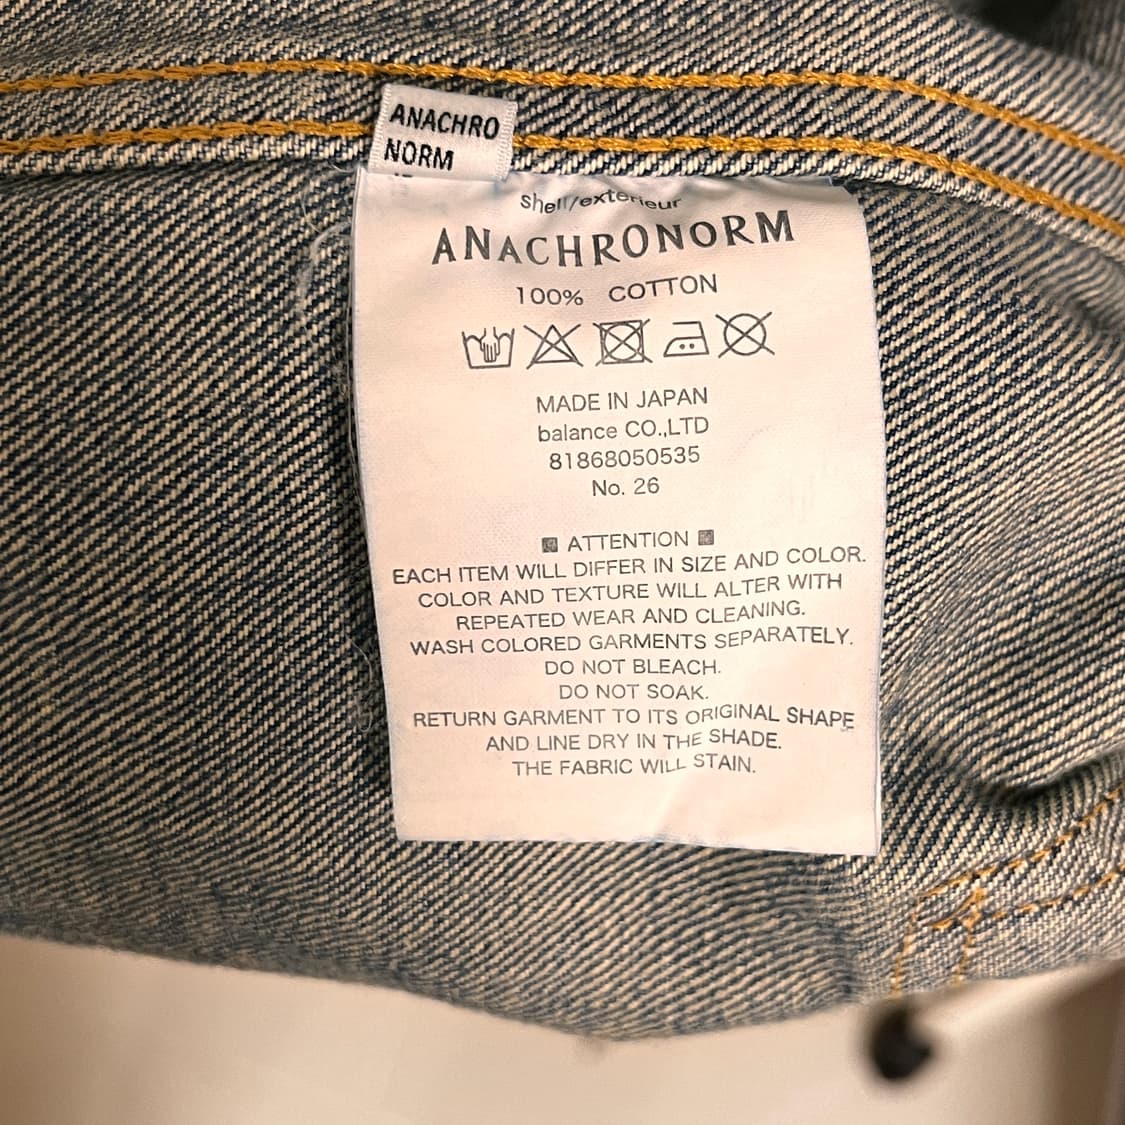 ANACHRO
NORM
shell/exterieur
ANACHRONORM
100% COTTON
MADE IN JAPAN
balance CO.,LTD
81868050535
No. 26
ATTENTION
EACH ITEM WILL DIFFER IN SIZE AND COLOR.
COLOR AND TEXTURE WILL ALTER WITH
REPEATED WEAR AND CLEANING.
WASH COLORED GARMENTS SEPARATELY.
DO NOT BLEACH.
DO NOT SOAK.
RETURN GARMENT TO ITS ORIGINAL SHAPE
AND LINE DRY IN THE SHADE.
THE FABRIC WILL STAIN.